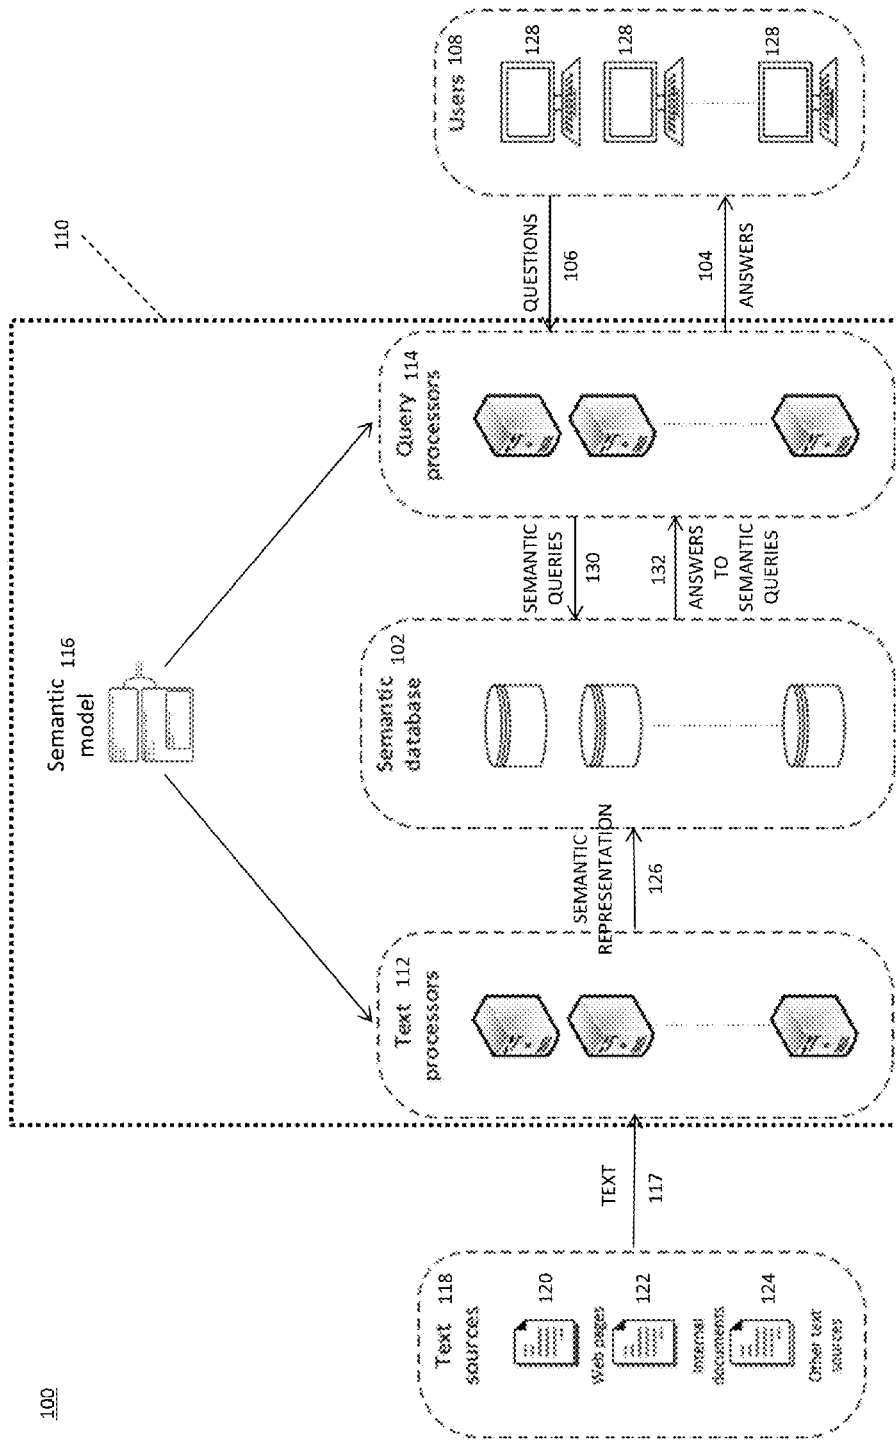 100
Text 118
sources
120
Web pages
122
Internal
documents
124
Other text
sources
TEXT
117
Text 112
processors
SEMANTIC
REPRESENTATION
126
Semantic 116
model
Semantic 102
database
SEMANTIC
QUERIES
130
132
ANSWERS
TO
SEMANTIC
QUERIES
Query 114
processors
110
QUESTIONS
106
104
ANSWERS
Users 108
128
128
128